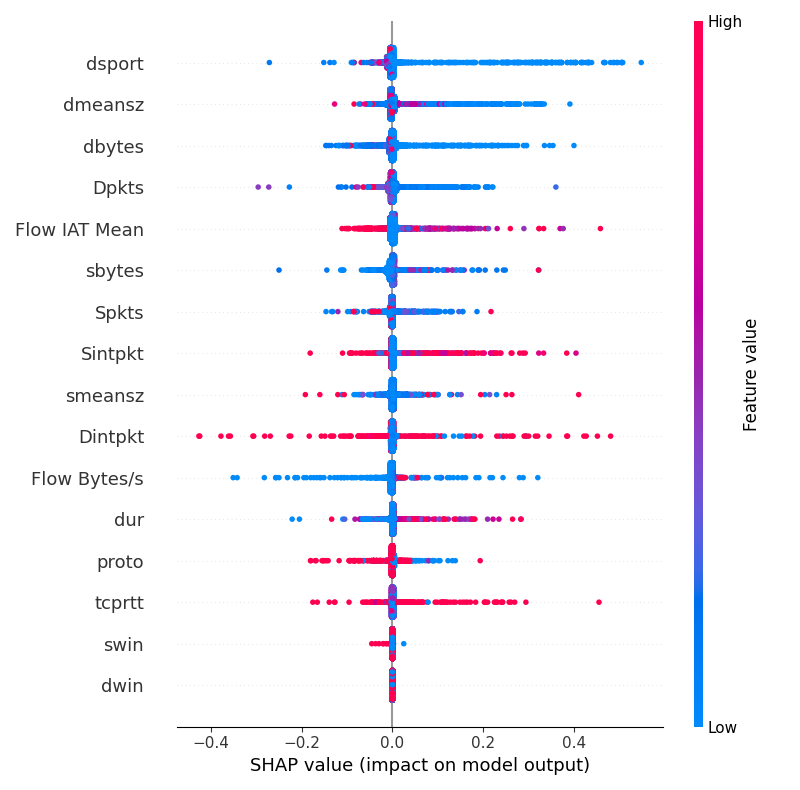 High
dsport
dmeansz
dbytes
Dpkts
Flow IAT Mean
sbytes
Spkts
Sintpkt
smeansz
Dintpkt
Flow Bytes/s
dur
proto
tcprtt
swin
dwin
Feature value
Low
−0.4 −0.2 0.0 0.2 0.4
SHAP value (impact on model output)